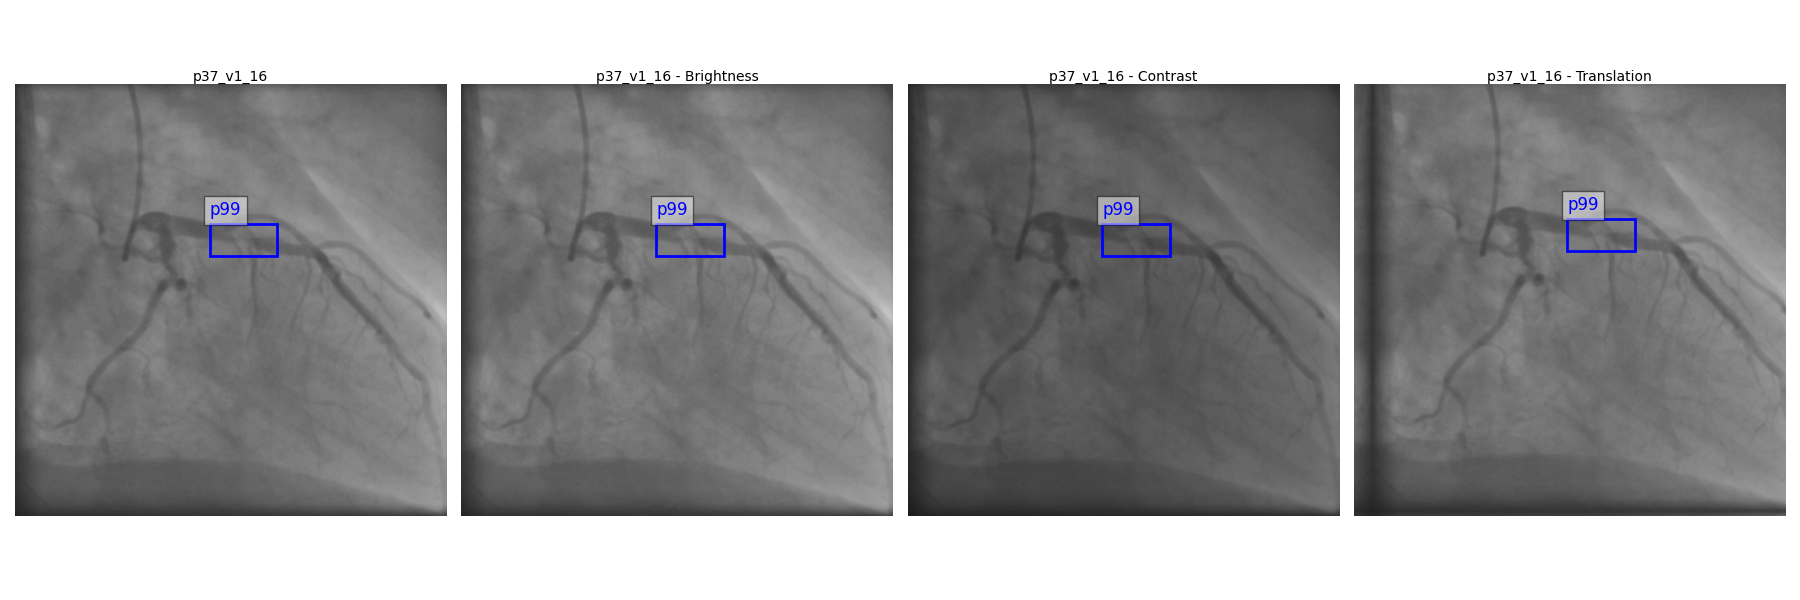 p37_v1_16
p37_v1_16 - Brightness
p37_v1_16 - Contrast
p37_v1_16 - Translation
p99
p99
p99
p99